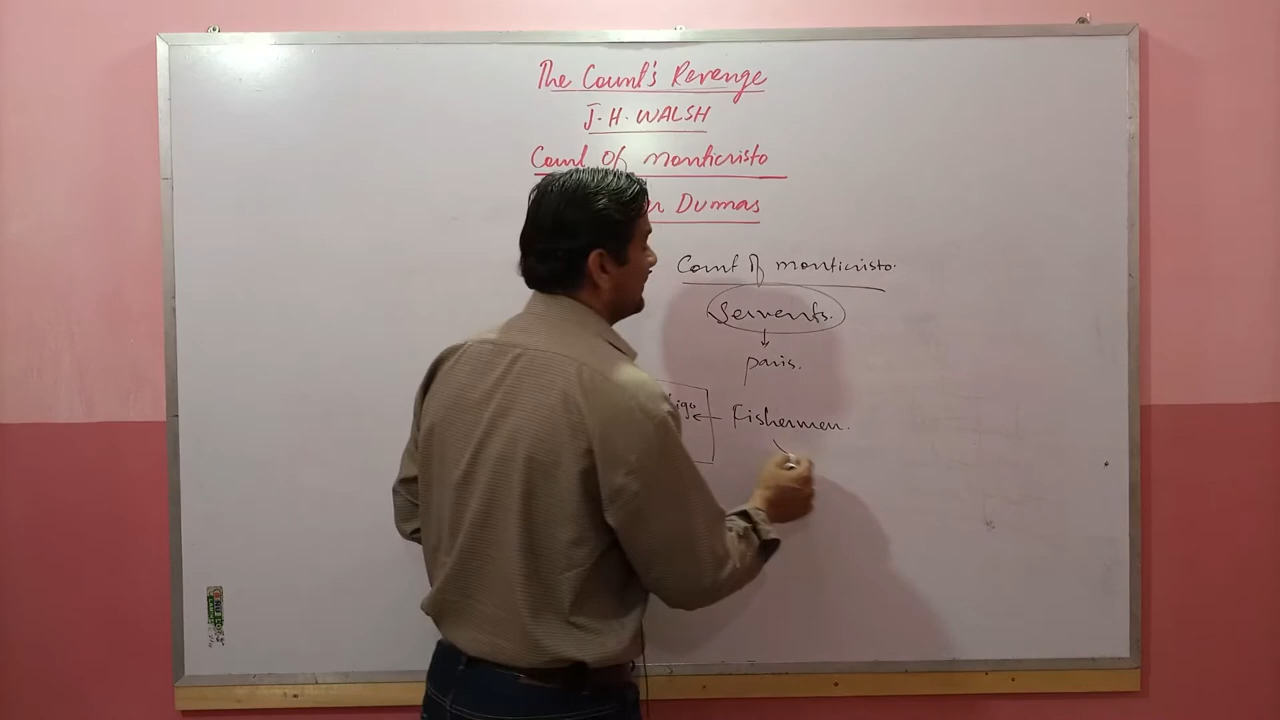 The Count's Revenge
J. H. WALSH
Count Of Monticristo
Dumas
Count Of monticristo.
Servents.
paris.
Fishermen.